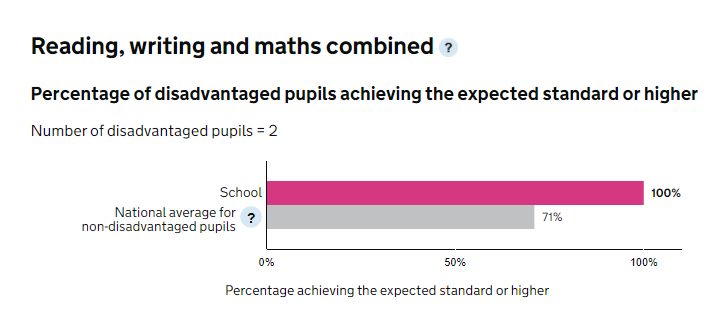 Reading, writing and maths combined ?
Percentage of disadvantaged pupils achieving the expected standard or higher
Number of disadvantaged pupils = 2
School
100%
National average for
non-disadvantaged pupils ?
71%
0%
50%
100%
Percentage achieving the expected standard or higher